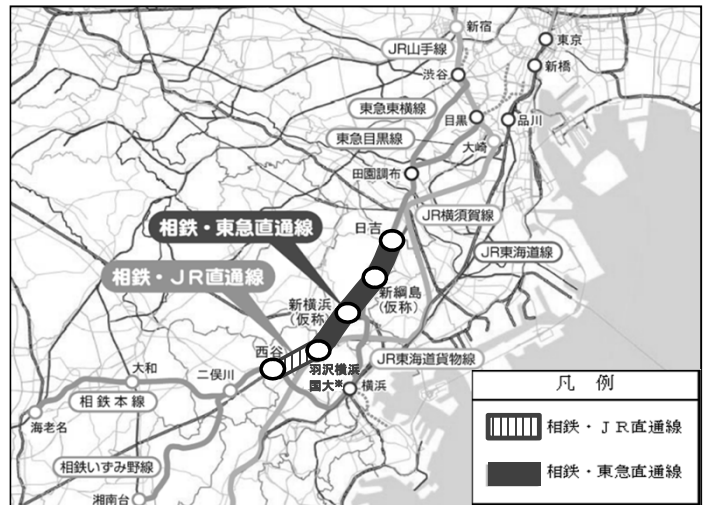 新宿
JR山手線
東京
渋谷
新橋
東急東横線
目黒
品川
東急目黒線
大崎
田園調布
JR横須賀線
相鉄・東急直通線
日吉
JR東海道線
相鉄・JR直通線
新綱島
(仮称)
新横浜
(仮称)
西谷
JR東海道貨物線
羽沢横浜
国大※
横浜
大和
二俣川
相鉄本線
海老名
相鉄いずみ野線
湘南台
凡 例
相鉄・JR直通線
相鉄・東急直通線